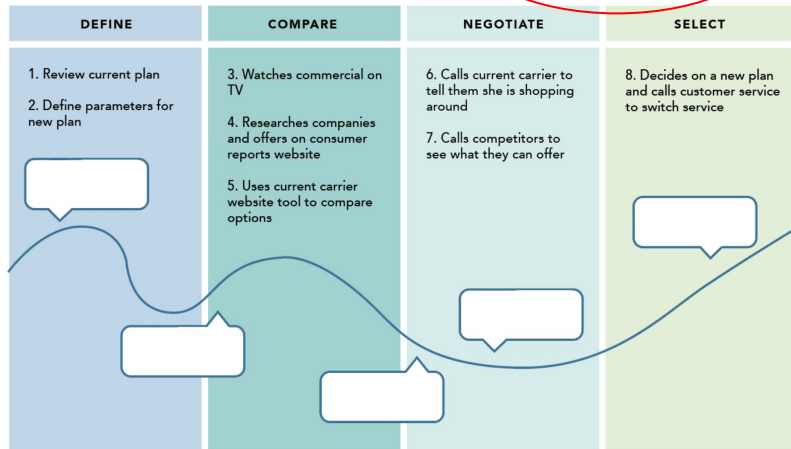 DEFINE
COMPARE
NEGOTIATE
SELECT
1. Review current plan
2. Define parameters for
new plan
3. Watches commercial on
TV
4. Researches companies
and offers on consumer
reports website
5. Uses current carrier
website tool to compare
options
6. Calls current carrier to
tell them she is shopping
around
7. Calls competitors to
see what they can offer
8. Decides on a new plan
and calls customer service
to switch service